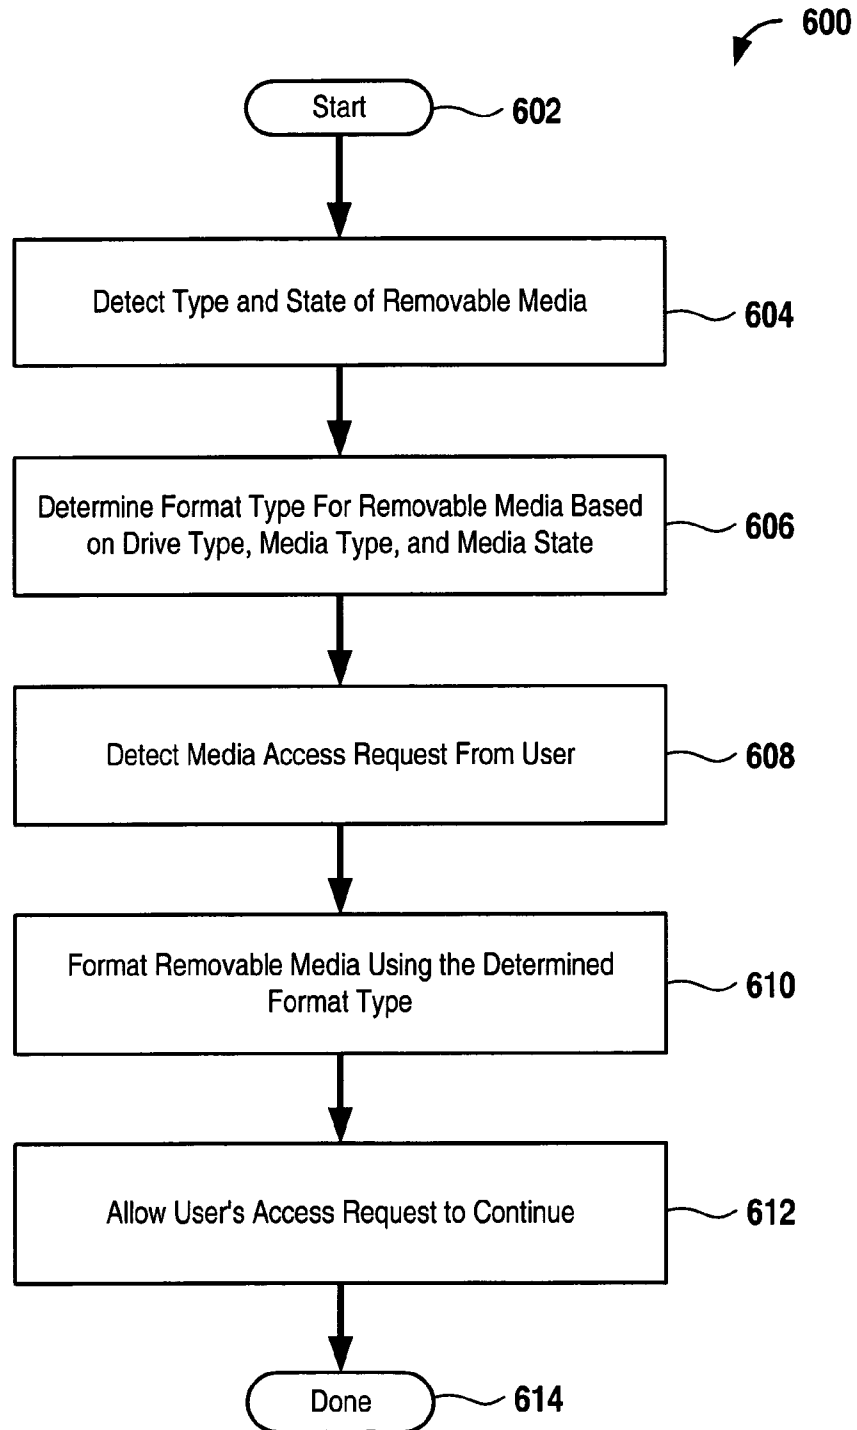 600
Start
602
Detect Type and State of Removable Media
604
Determine Format Type For Removable Media Based
on Drive Type, Media Type, and Media State
606
Detect Media Access Request From User
608
Format Removable Media Using the Determined
Format Type
610
Allow User's Access Request to Continue
612
Done
614